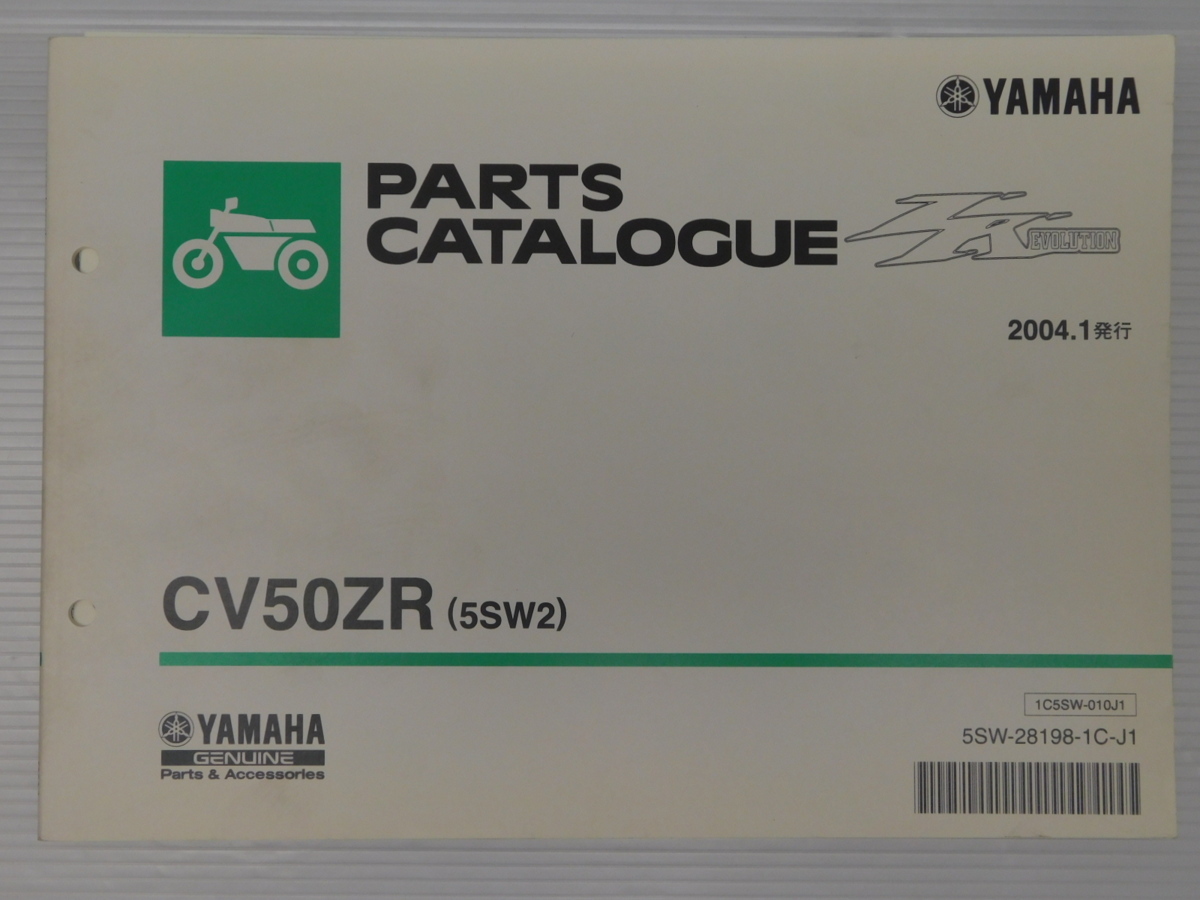 YAMAHA
PARTS
CATALOGUE
ZR EVOLUTION
2004.1発行
CV50ZR (5SW2)
YAMAHA
GENUINE
Parts & Accessories
1C5SW-010J1
5SW-28198-1C-J1